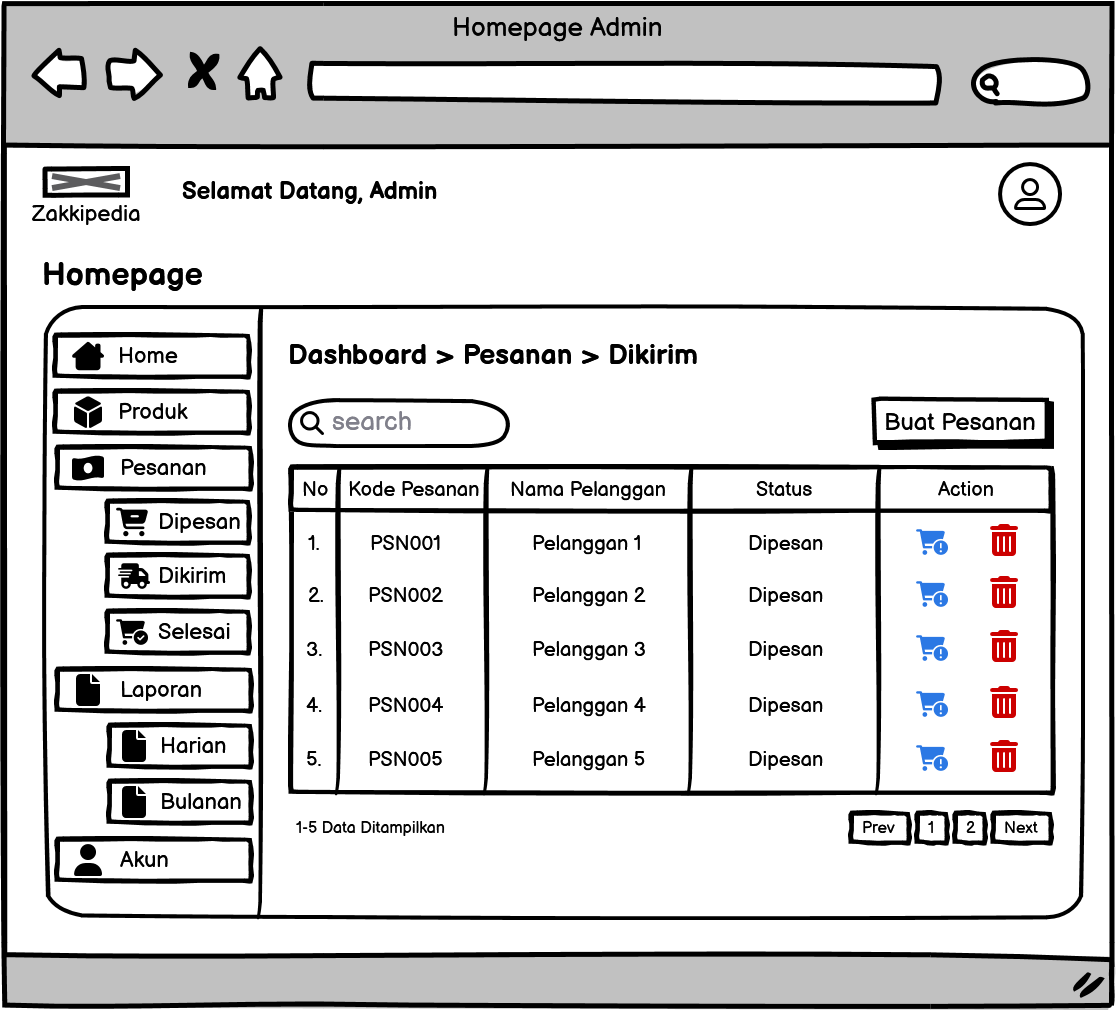 Homepage Admin
Zakkipedia
Selamat Datang, Admin
Homepage
Home
Produk
Pesanan
Dipesan
Dikirim
Selesai
Laporan
Harian
Bulanan
Akun
Dashboard > Pesanan > Dikirim
search
Buat Pesanan
No Kode Pesanan Nama Pelanggan Status Action
1. PSN001 Pelanggan 1 Dipesan
2. PSN002 Pelanggan 2 Dipesan
3. PSN003 Pelanggan 3 Dipesan
4. PSN004 Pelanggan 4 Dipesan
5. PSN005 Pelanggan 5 Dipesan
1-5 Data Ditampilkan
Prev 1 2 Next